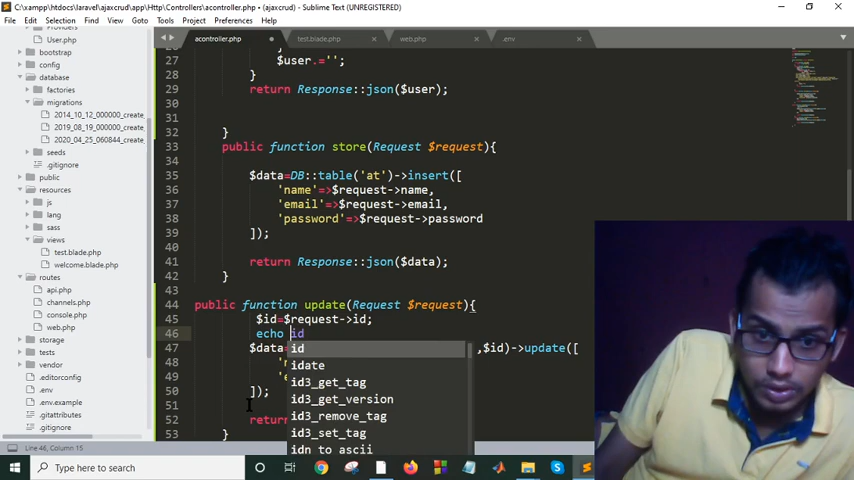 C:\xampp\htdocs\laravel\ajaxcrud\app\Http\Controllers\acontroller.php • (ajaxcrud) - Sublime Text (UNREGISTERED)
File Edit Selection Find View Goto Tools Project Preferences Help
acontroller.php test.blade.php web.php .env
User.php
bootstrap
config
database
factories
migrations
2014_10_12_000000_create_
2019_08_19_000000_create_
2020_04_25_060844_create_
seeds
.gitignore
public
resources
js
lang
sass
views
test.blade.php
welcome.blade.php
routes
api.php
channels.php
console.php
web.php
storage
tests
vendor
.editorconfig
.env
.env.example
.gitattributes
.gitignore
27 $user.='';
28 }
29 return Response::json($user);
30
31
32 }
33 public function store(Request $request){
34
35 $data=DB::table('at')->insert([
36 'name'=>$request->name,
37 'email'=>$request->email,
38 'password'=>$request->password
39 ]);
40
41 return Response::json($data);
42 }
43
44 public function update(Request $request){
45 $id=$request->id;
46 echo id
47 $data= ,$id)->update([
48
49
50 ]);
51
52 return
53 }
id
idate
id3_get_tag
id3_get_version
id3_remove_tag
id3_set_tag
idn_to_ascii
Line 46, Column 15
Type here to search